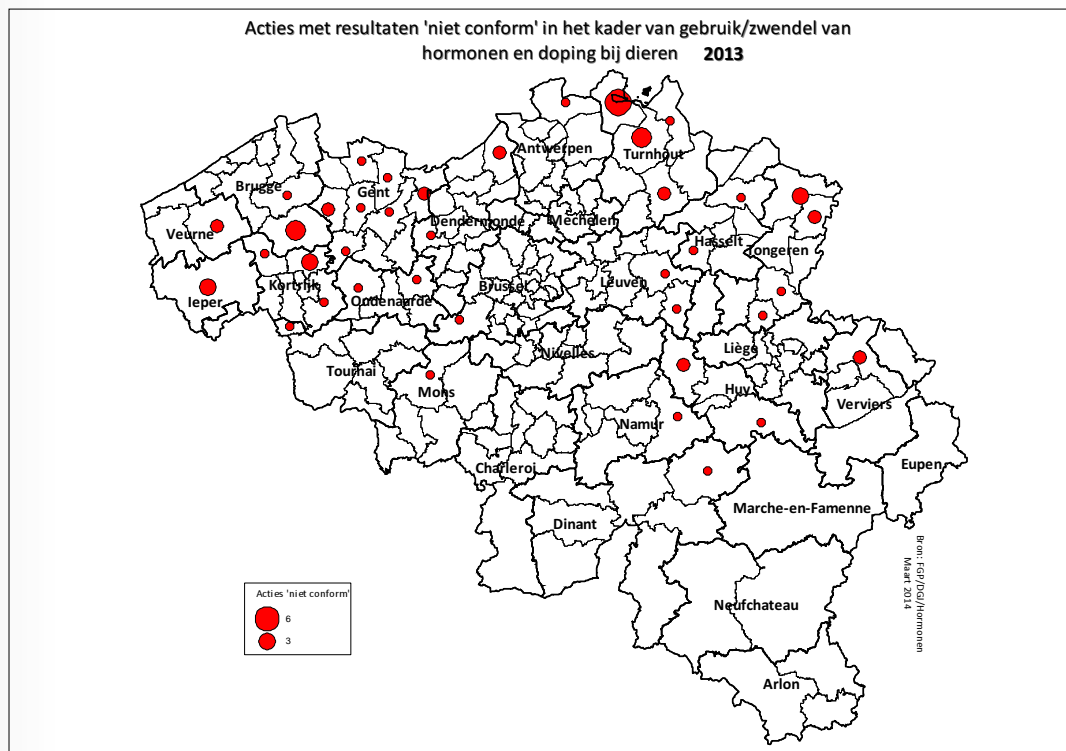 Acties met resultaten 'niet conform' in het kader van gebruik/zwendel van
hormonen en doping bij dieren 2013
Antwerpen
Turnhout
Brugge
Gent
Dendermonde
Mechelen
Veurne
Hasselt
Tongeren
Ieper
Kortrijk
Oudenaarde
Brussel
Leuven
Nivelles
Liège
Tournai
Mons
Huy
Verviers
Namur
Charleroi
Eupen
Marche-en-Famenne
Dinant
Bron: FGP/DGJ/Hormonen
Maart 2014
Acties 'niet conform'
6
3
Neufchateau
Arlon